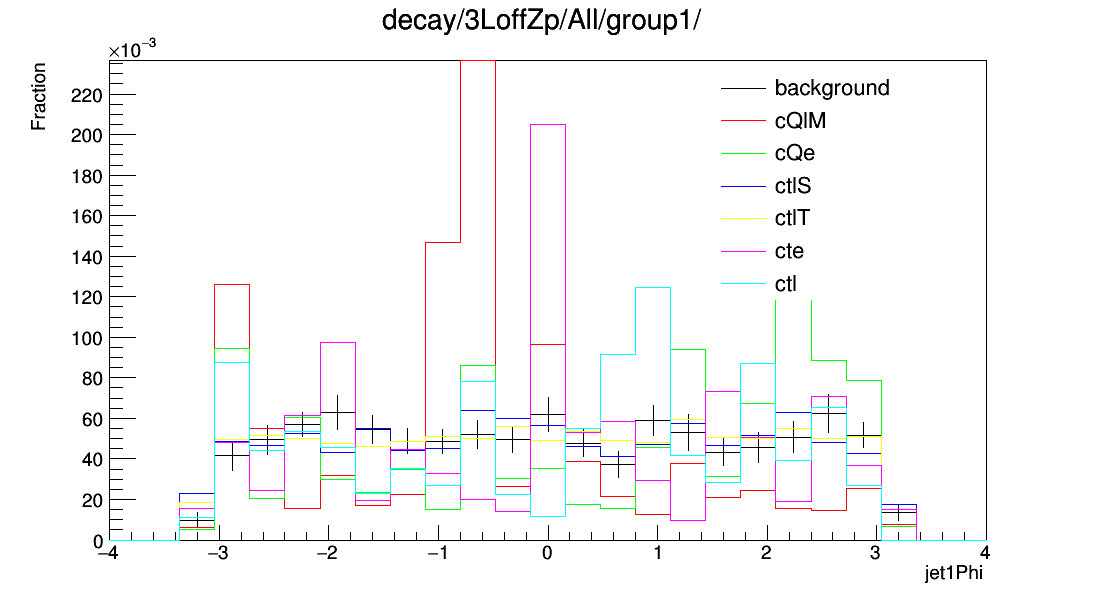 decay/3LoffZp/All/group1/
×10⁻³
Fraction
220
200
180
160
140
120
100
80
60
40
20
0
background
cQlM
cQe
ctlS
ctlT
cte
ctl
−4 −3 −2 −1 0 1 2 3 4
jet1Phi